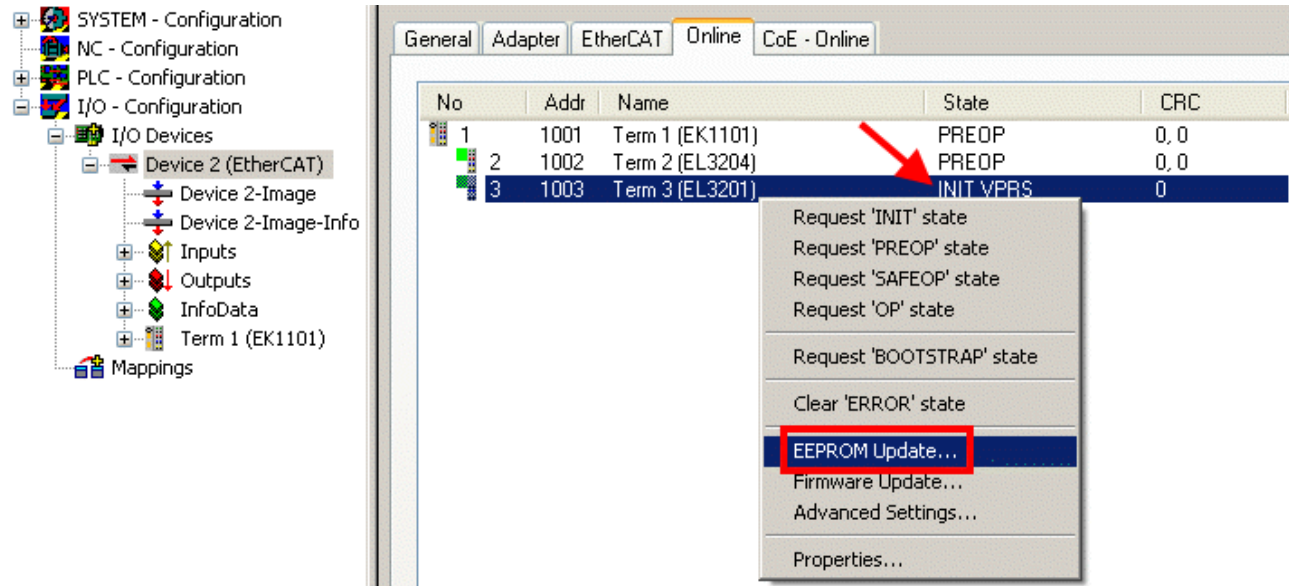 SYSTEM - Configuration
NC - Configuration
PLC - Configuration
I/O - Configuration
I/O Devices
Device 2 (EtherCAT)
Device 2-Image
Device 2-Image-Info
Inputs
Outputs
InfoData
Term 1 (EK1101)
Mappings
General Adapter EtherCAT Online CoE - Online
No Addr Name State CRC
1 1001 Term 1 (EK1101) PREOP 0, 0
2 1002 Term 2 (EL3204) PREOP 0, 0
3 1003 Term 3 (EL3201) INIT VPRS 0
Request 'INIT' state
Request 'PREOP' state
Request 'SAFEOP' state
Request 'OP' state
Request 'BOOTSTRAP' state
Clear 'ERROR' state
EEPROM Update...
Firmware Update...
Advanced Settings...
Properties...